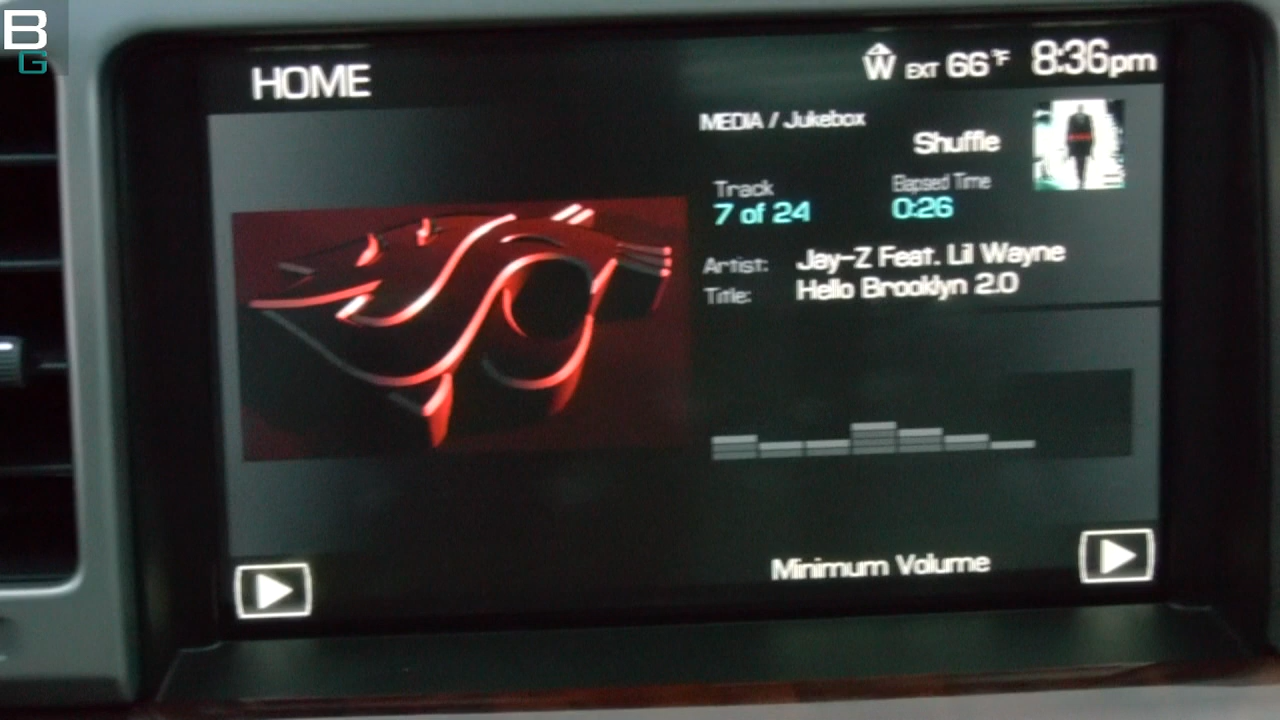 B
G
HOME
W EXT 66°F 8:36pm
MEDIA / Jukebox
Shuffle
Track
7 of 24
Elapsed Time
0:26
Artist: Jay-Z Feat. Lil Wayne
Title: Hello Brooklyn 2.0
Minimum Volume